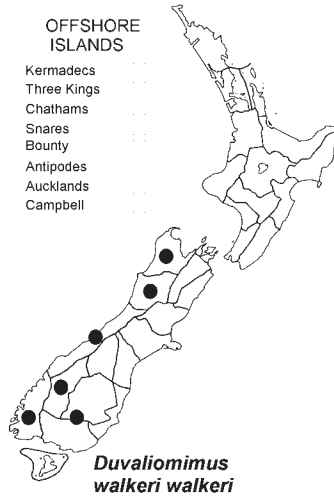 OFFSHORE
ISLANDS
Kermadecs
Three Kings
Chathams
Snares
Bounty
Antipodes
Aucklands
Campbell
Duvaliomimus
walkeri walkeri